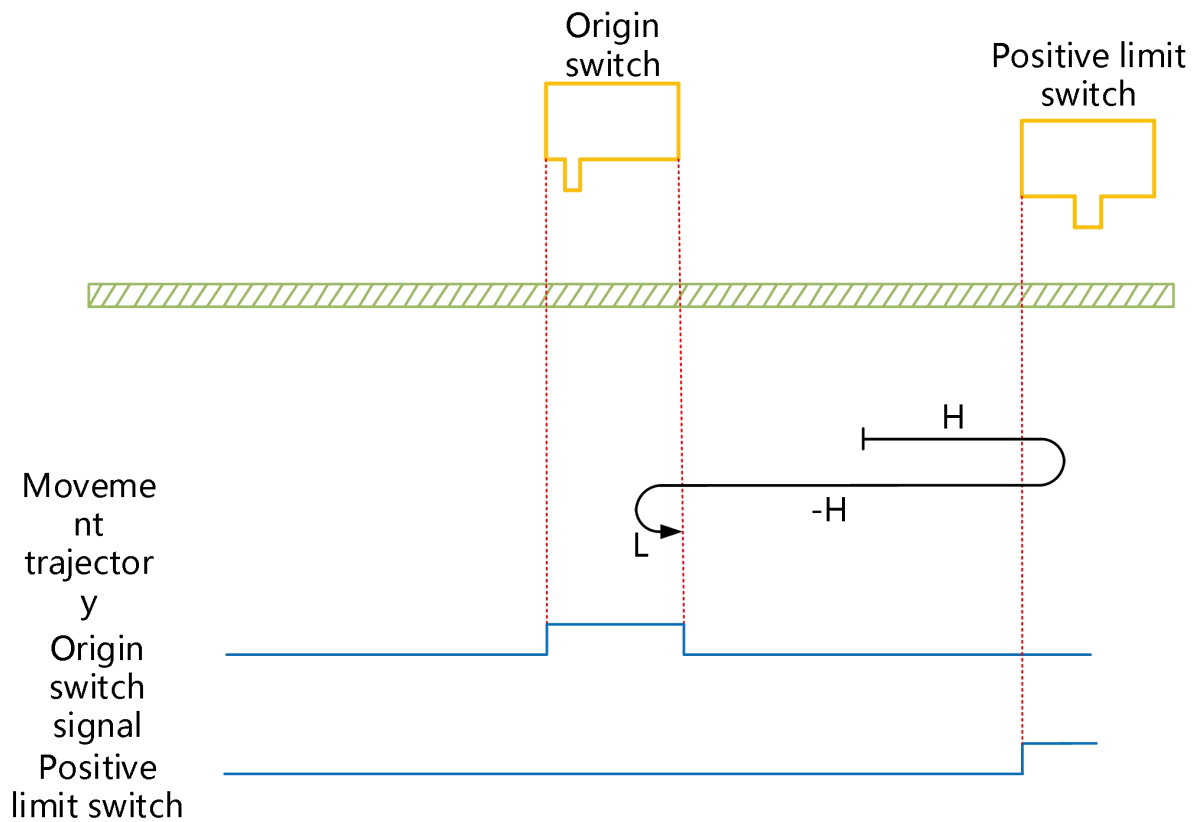 Origin
switch
Positive limit
switch
H
-H
L
Moveme
nt
trajector
y
Origin
switch
signal
Positive
limit switch